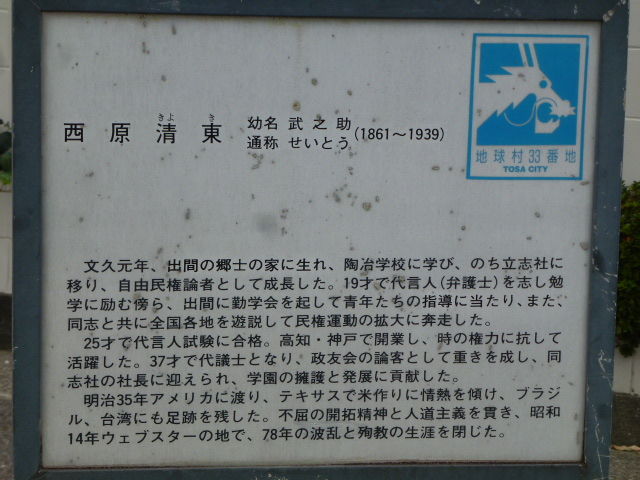 西原清東
きよ き
幼名 武之助
通称 せいとう
(1861～1939)
地球村33番地
TOSA CITY
文久元年、出間の郷士の家に生れ、陶冶学校に学び、のち立志社に
移り、自由民権論者として成長した。19才で代言人(弁護士)を志し勉
学に励む傍ら、出間に勤学会を起して青年たちの指導に当たり、また、
同志と共に全国各地を遊説して民権運動の拡大に奔走した。
25才で代言人試験に合格。高知・神戸で開業し、時の権力に抗して
活躍した。37才で代議士となり、政友会の論客として重きを成し、同
志社の社長に迎えられ、学園の擁護と発展に貢献した。
明治35年アメリカに渡り、テキサスで米作りに情熱を傾け、ブラジ
ル、台湾にも足跡を残した。不屈の開拓精神と人道主義を貫き、昭和
14年ウェブスターの地で、78年の波乱と殉教の生涯を閉じた。